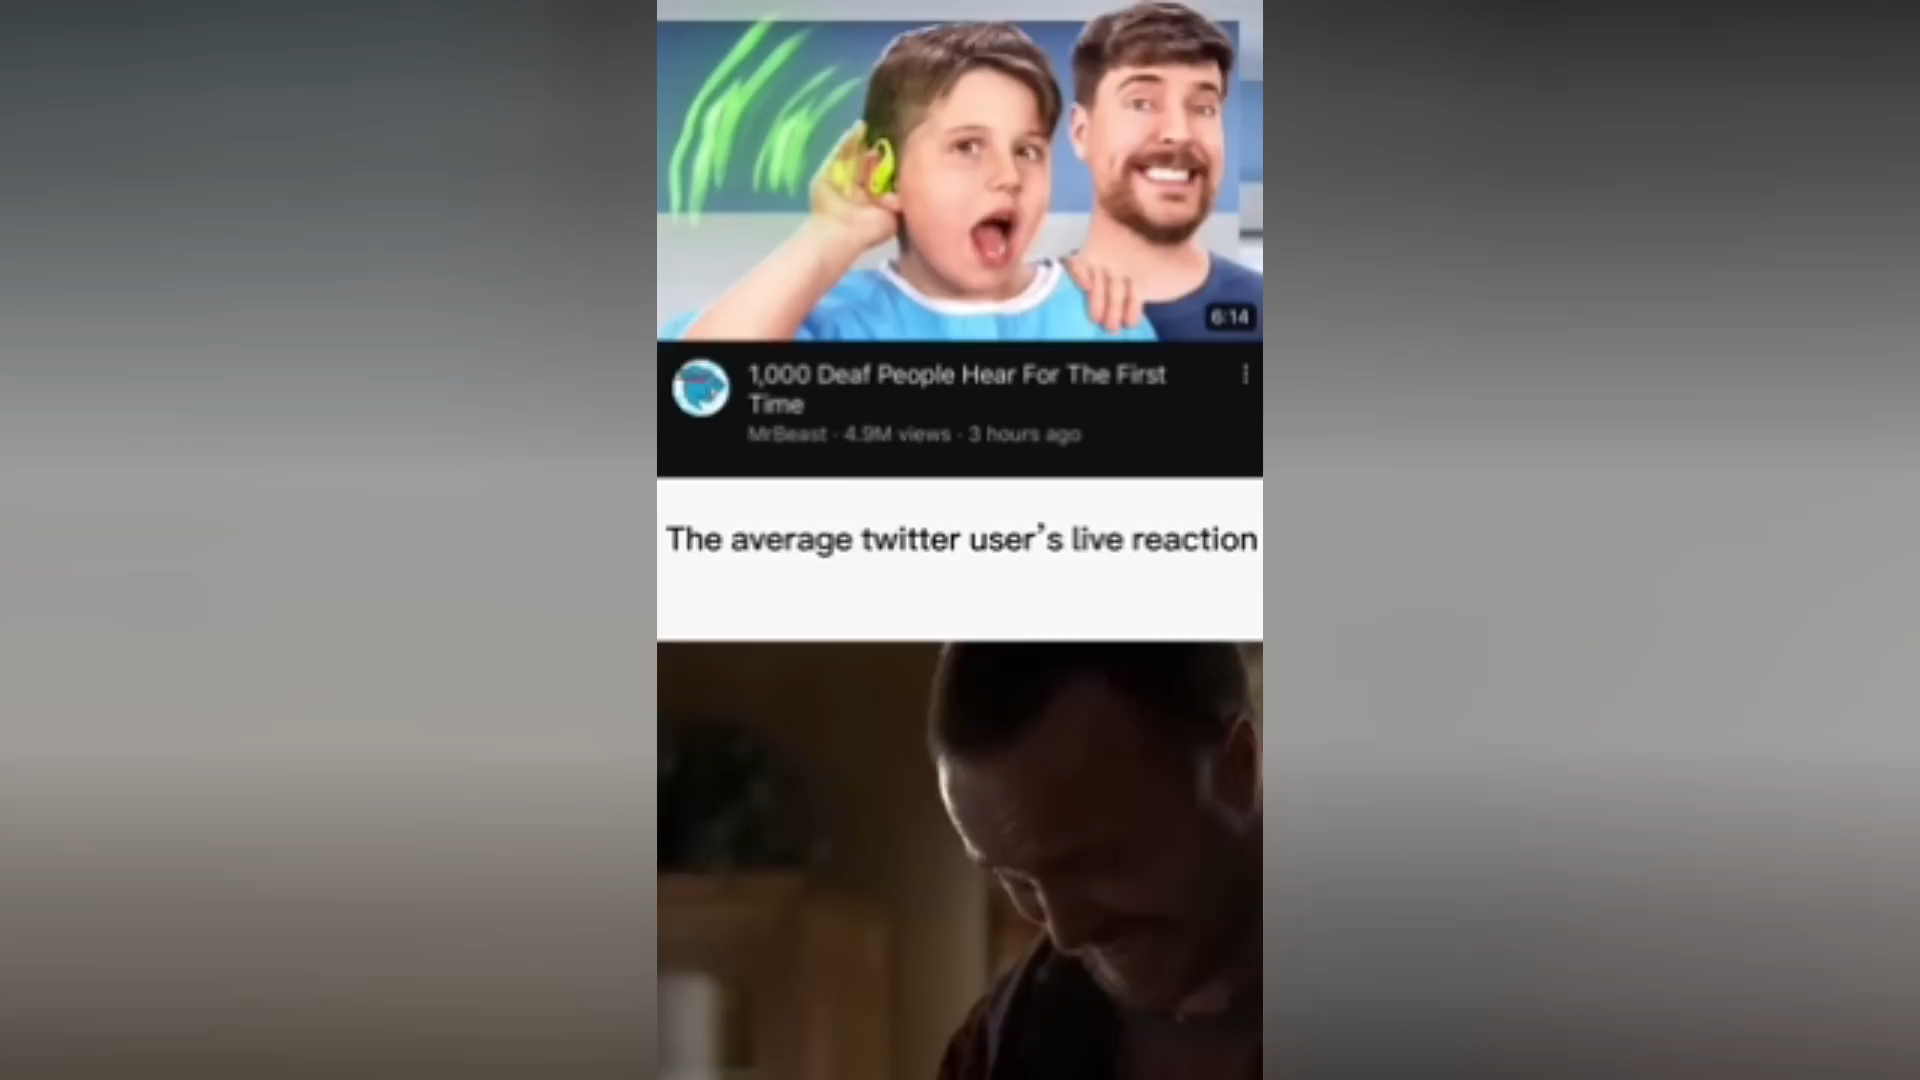 6:14
1,000 Deaf People Hear For The First
Time
MrBeast · 4.9M views · 3 hours ago
The average twitter user’s live reaction